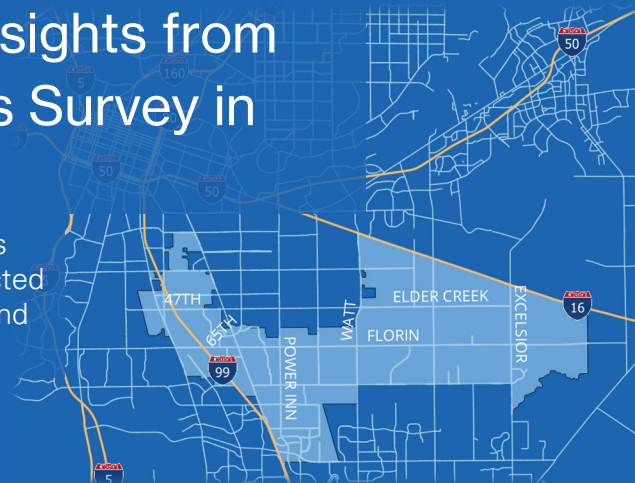 sights from
s Survey in
s
cted
nd
50
5
160
50
50
47TH
65TH
99
POWER INN
WATT
ELDER CREEK
FLORIN
EXCELSIOR
16
5